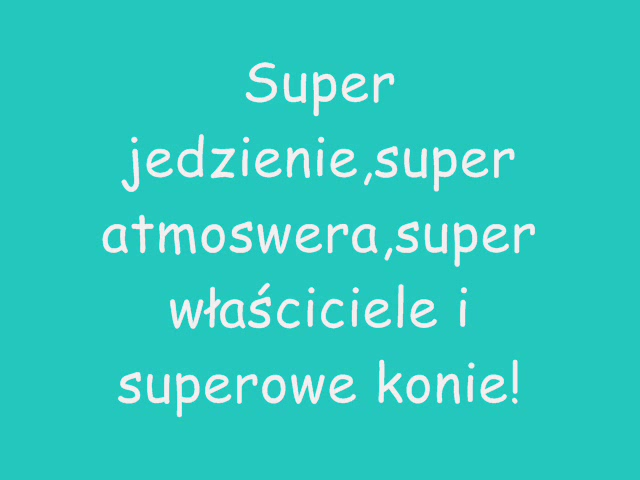 Super
jedzienie,super
atmoswera,super
właściciele i
superowe konie!